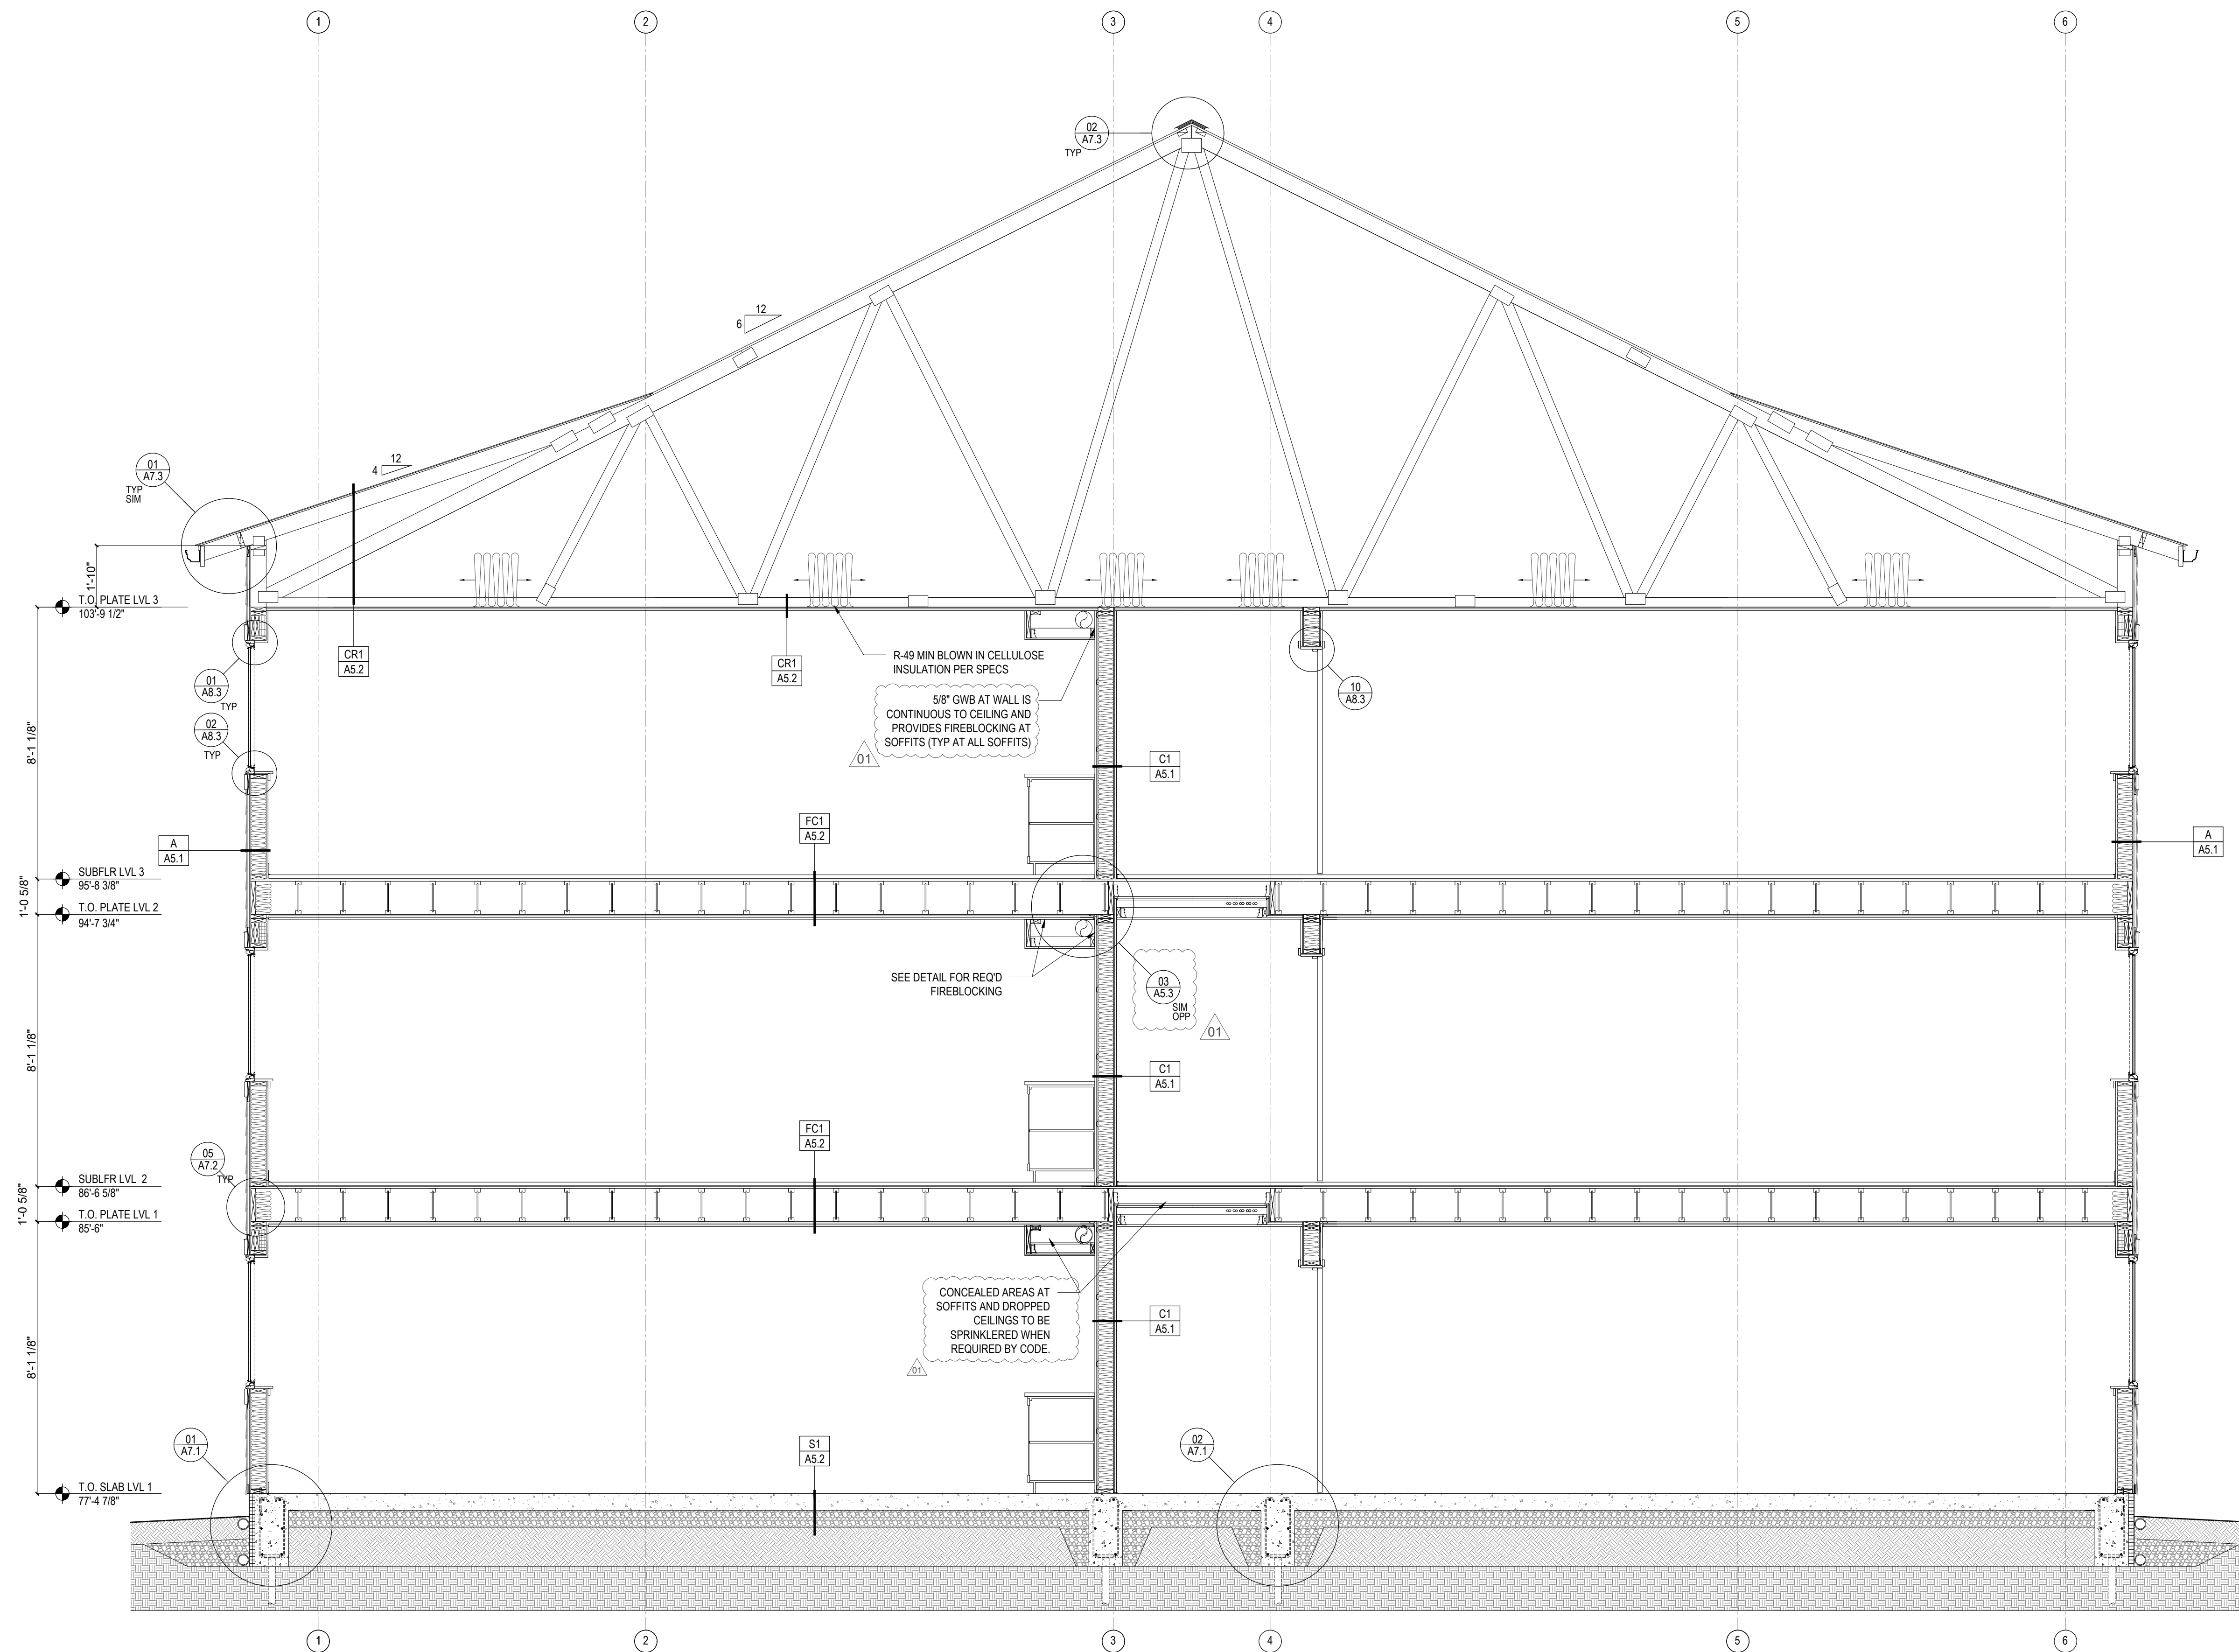 1
2
3
4
5
6
02
A7.3
TYP
12
6
12
4
01
A7.3
TYP
SIM
1'-10"
T.O. PLATE LVL 3
103'-9 1/2"
CR1
A5.2
CR1
A5.2
R-49 MIN BLOWN IN CELLULOSE
INSULATION PER SPECS
01
A8.3
TYP
10
A8.3
5/8" GWB AT WALL IS
CONTINUOUS TO CEILING AND
PROVIDES FIREBLOCKING AT
SOFFITS (TYP AT ALL SOFFITS)
01
02
A8.3
TYP
8'-1 1/8"
C1
A5.1
FC1
A5.2
A
A5.1
A
A5.1
SUBFLR LVL 3
95'-8 3/8"
1'-0 5/8"
T.O. PLATE LVL 2
94'-7 3/4"
SEE DETAIL FOR REQ'D
FIREBLOCKING
03
A5.3
SIM
OPP
01
8'-1 1/8"
C1
A5.1
FC1
A5.2
05
A7.2
TYP
SUBLFR LVL 2
86'-6 5/8"
1'-0 5/8"
T.O. PLATE LVL 1
85'-6"
CONCEALED AREAS AT
SOFFITS AND DROPPED
CEILINGS TO BE
SPRINKLERED WHEN
REQUIRED BY CODE.
01
C1
A5.1
8'-1 1/8"
01
A7.1
S1
A5.2
02
A7.1
T.O. SLAB LVL 1
77'-4 7/8"
1
2
3
4
5
6